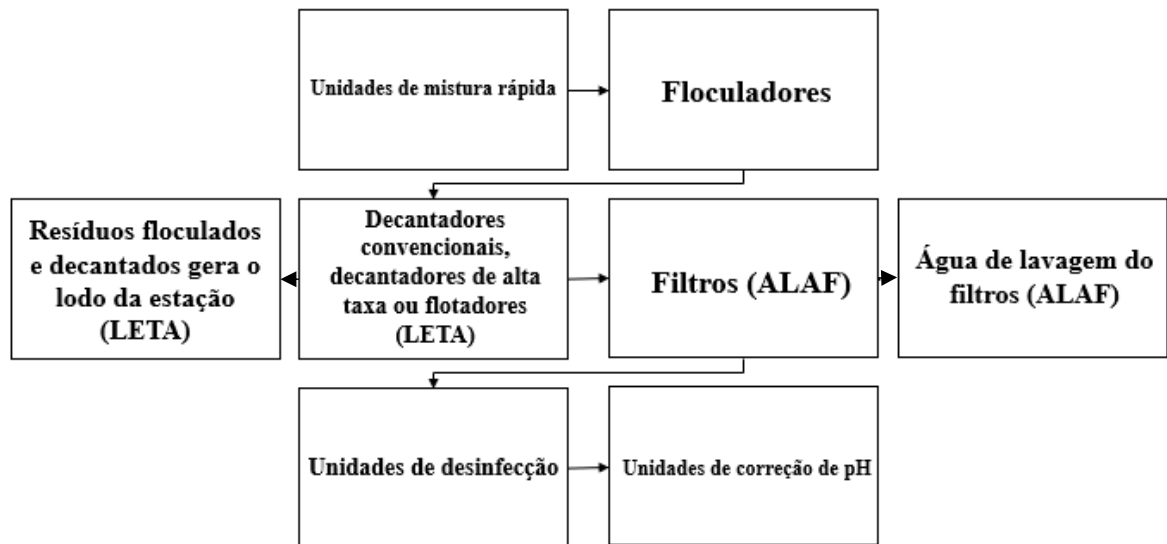 Unidades de mistura rápida
Floculadores
Resíduos floculados
e decantados gera o
lodo da estação
(LETA)
Decantadores
convencionais,
decantadores de alta
taxa ou flotadores
(LETA)
Filtros (ALAF)
Água de lavagem do
filtros (ALAF)
Unidades de desinfecção
Unidades de correção de pH